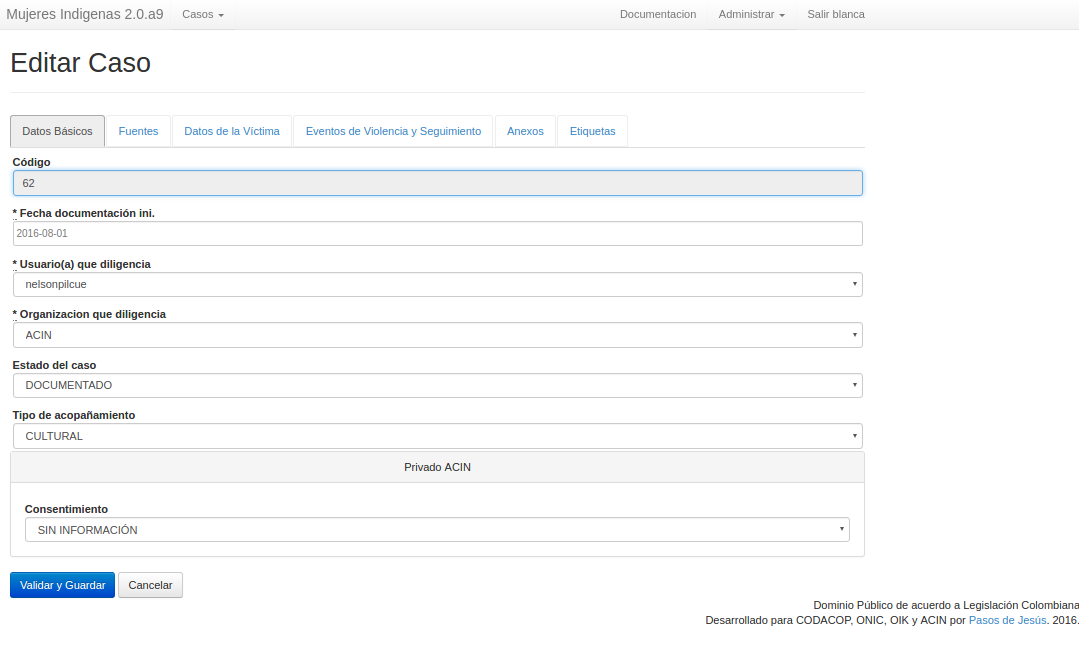 Mujeres Indigenas 2.0.a9 Casos Documentacion Administrar Salir blanca
Editar Caso
Datos Básicos Fuentes Datos de la Víctima Eventos de Violencia y Seguimiento Anexos Etiquetas
Código
62
* Fecha documentación ini.
2016-08-01
* Usuario(a) que diligencia
nelsonpilcue
* Organizacion que diligencia
ACIN
Estado del caso
DOCUMENTADO
Tipo de acopañamiento
CULTURAL
Privado ACIN
Consentimiento
SIN INFORMACIÓN
Validar y Guardar Cancelar
Dominio Público de acuerdo a Legislación Colombiana
Desarrollado para CODACOP, ONIC, OIK y ACIN por Pasos de Jesús. 2016.